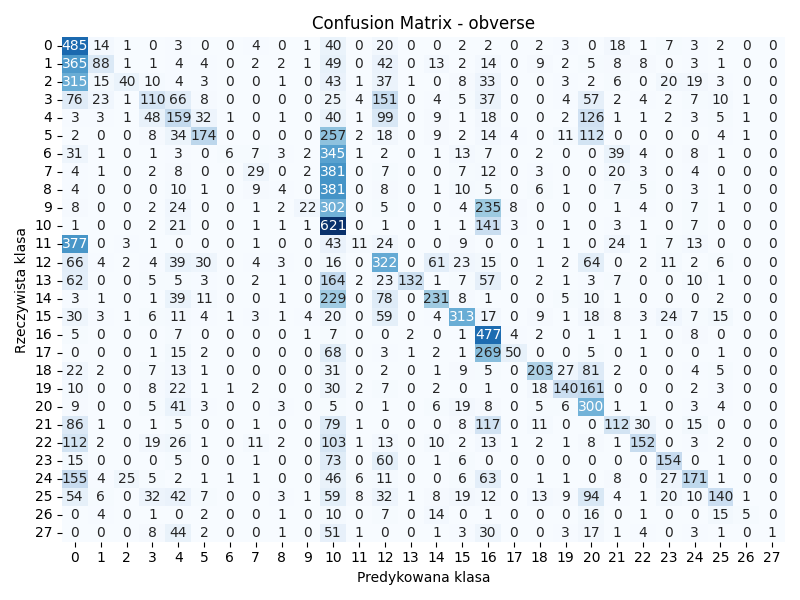 Confusion Matrix - obverse
Rzeczywista klasa
0 485 14 1 0 3 0 0 4 0 1 40 0 20 0 0 2 2 0 2 3 0 18 1 7 3 2 0 0
1 365 88 1 1 4 4 0 2 2 1 49 0 42 0 13 2 14 0 9 2 5 8 8 0 3 1 0 0
2 315 15 40 10 4 3 0 0 1 0 43 1 37 1 0 8 33 0 0 3 2 6 0 20 19 3 0 0
3 76 23 1 110 66 8 0 0 0 0 25 4 151 0 4 5 37 0 0 4 57 2 4 2 7 10 1 0
4 3 3 1 48 159 32 1 0 1 0 40 1 99 0 9 1 18 0 0 2 126 1 1 2 3 5 1 0
5 2 0 0 8 34 174 0 0 0 0 257 2 18 0 9 2 14 4 0 11 112 0 0 0 0 4 1 0
6 31 0 1 1 3 0 6 7 3 2 345 1 2 0 1 13 7 0 2 0 0 39 4 0 8 1 0 0
7 4 1 0 2 8 0 0 29 0 2 381 0 7 0 0 7 12 0 3 0 0 20 3 0 4 0 0 0
8 4 0 0 1 10 1 0 9 4 0 381 0 8 0 1 10 5 0 6 1 0 7 5 0 3 1 0 0
9 8 0 0 2 24 0 0 1 2 22 302 0 5 0 0 4 235 8 0 0 0 1 4 0 7 1 0 0
10 1 0 0 2 21 0 0 1 1 1 621 0 4 0 1 1 141 3 0 1 0 3 1 0 7 0 0 0
11 377 0 3 1 0 0 0 1 0 0 43 11 24 0 0 9 0 0 1 1 0 24 1 7 13 0 0 0
12 66 4 2 4 39 30 0 4 3 0 16 0 322 0 61 23 15 0 1 2 64 0 2 11 2 6 0 0
13 62 0 0 5 5 3 0 2 1 0 164 2 23 132 1 7 57 0 2 1 3 7 0 0 10 1 0 0
14 3 1 0 1 39 11 0 0 1 0 229 0 78 0 231 8 1 0 0 5 10 1 0 0 0 2 0 0
15 30 3 1 6 11 4 1 3 1 4 20 0 59 0 4 313 17 0 9 1 18 8 3 24 7 15 0 0
16 5 0 0 0 7 0 0 0 0 1 7 0 0 2 0 1 477 4 2 0 1 1 1 0 8 0 0 0
17 0 0 0 1 15 2 0 0 0 0 68 0 3 1 2 1 269 50 0 0 5 0 1 0 0 1 0 0
18 22 2 0 7 13 1 0 0 0 0 31 0 2 0 1 9 5 0 203 27 81 2 0 0 4 5 0 0
19 10 0 0 8 22 1 1 2 0 0 30 2 7 0 2 0 1 0 18 140 161 0 0 0 2 3 0 0
20 9 0 0 5 41 3 0 0 3 0 5 0 1 0 6 19 8 0 5 6 300 1 0 0 3 4 0 0
21 86 0 1 0 5 1 0 0 1 0 79 1 0 0 0 8 117 0 11 0 0 112 30 0 15 0 0 0
22 112 2 0 19 26 1 0 11 2 0 103 1 13 0 10 2 13 1 2 1 8 1 152 0 3 2 0 0
23 15 0 0 0 5 0 0 1 0 0 73 0 60 0 1 6 0 0 0 0 0 0 0 154 0 1 0 0
24 155 4 25 5 2 1 1 1 0 0 46 6 11 0 0 6 63 0 1 1 0 8 0 27 171 1 0 0
25 54 6 0 32 42 7 0 0 3 1 59 8 32 1 8 19 12 0 13 9 94 4 1 20 10 140 1 0
26 0 4 0 1 0 2 0 0 1 0 10 0 7 0 14 0 1 0 0 0 16 0 1 0 0 15 5 0
27 0 0 0 8 44 2 0 0 1 0 51 1 0 0 1 3 30 0 0 3 17 1 4 0 3 1 0 1
0 1 2 3 4 5 6 7 8 9 10 11 12 13 14 15 16 17 18 19 20 21 22 23 24 25 26 27
Predykowana klasa